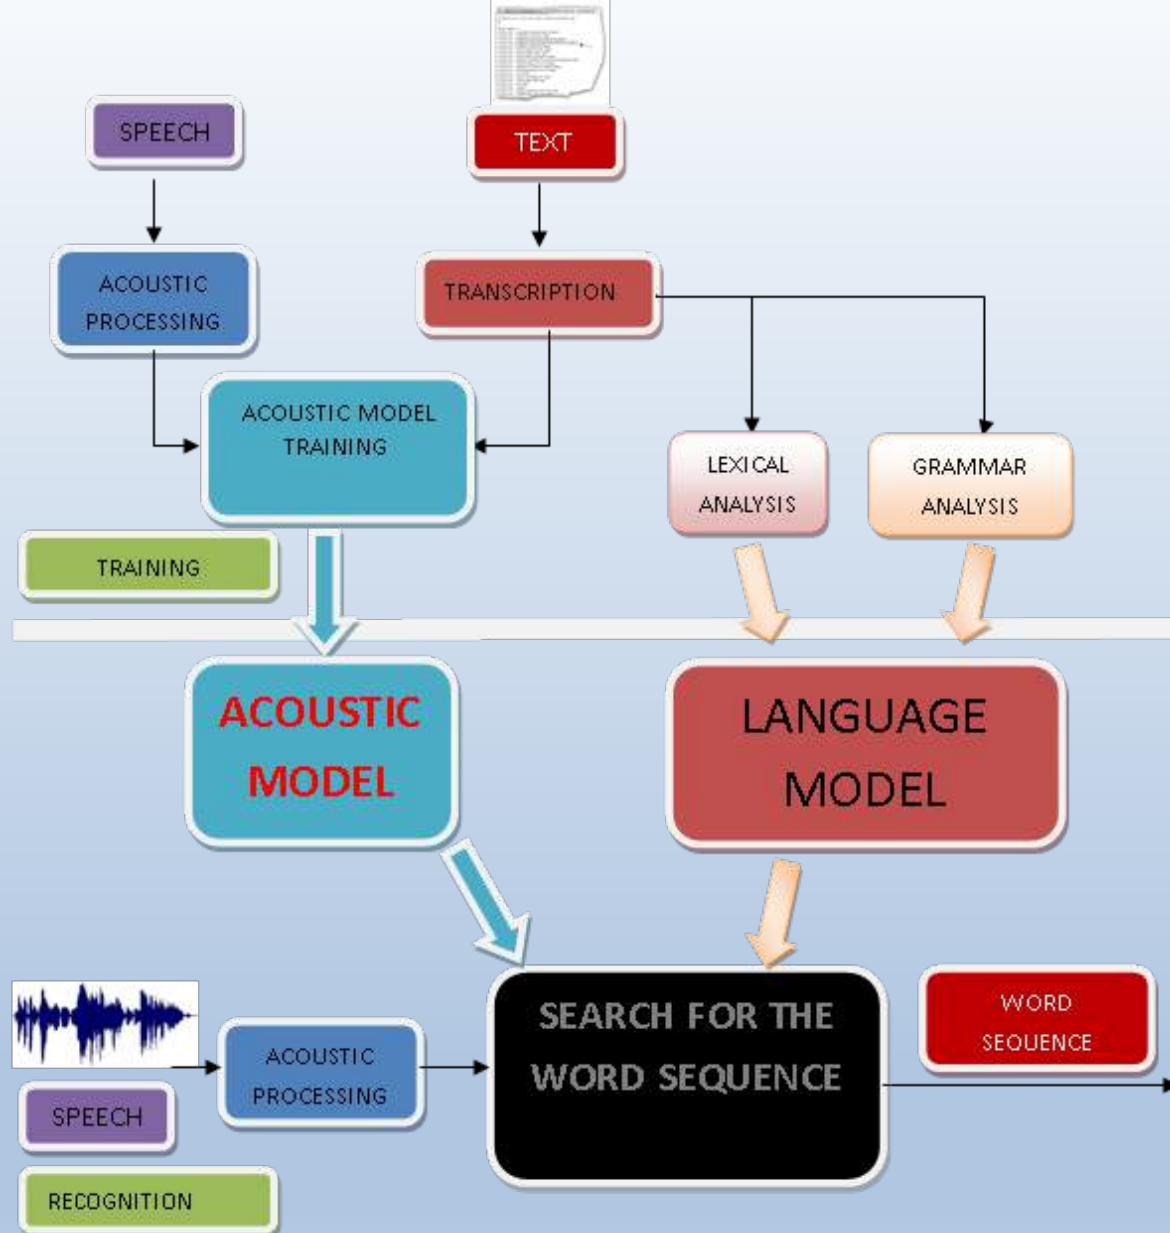 SPEECH
TEXT
ACOUSTIC
PROCESSING
TRANSCRIPTION
ACOUSTIC MODEL
TRAINING
LEXICAL
ANALYSIS
GRAMMAR
ANALYSIS
TRAINING
ACOUSTIC
MODEL
LANGUAGE
MODEL
SPEECH
ACOUSTIC
PROCESSING
SEARCH FOR THE
WORD SEQUENCE
WORD
SEQUENCE
RECOGNITION